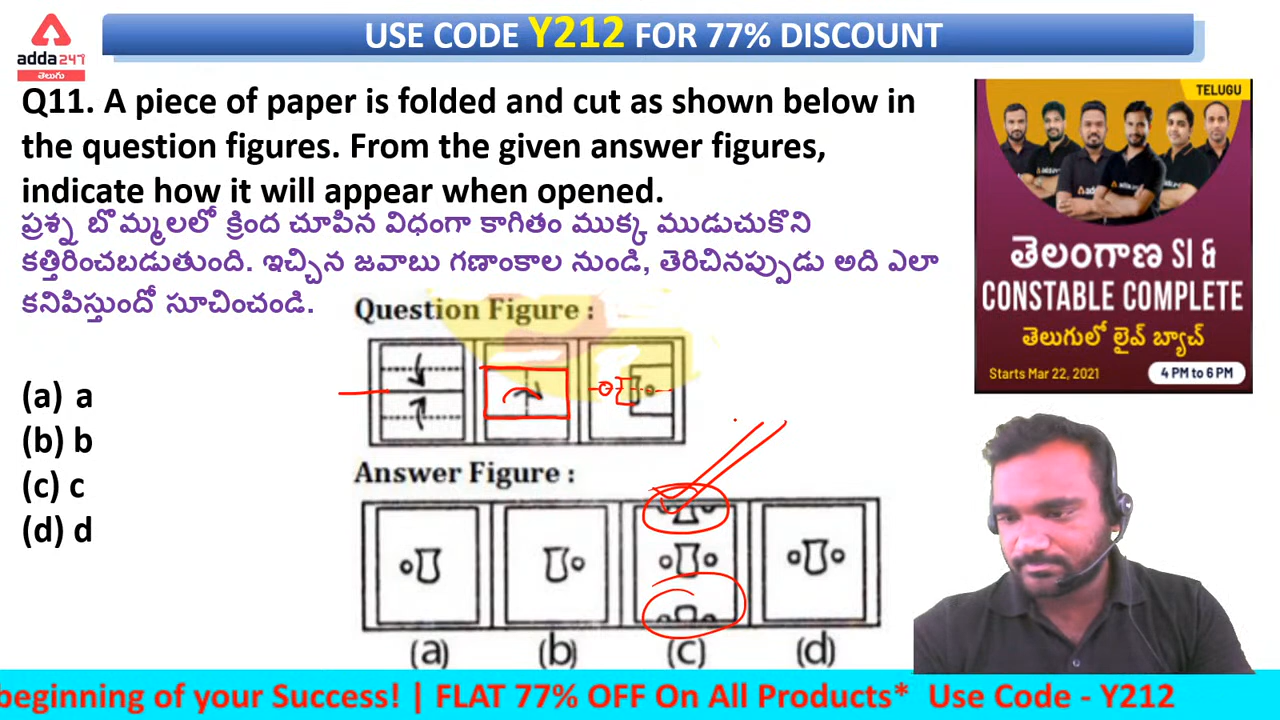 USE CODE Y212 FOR 77% DISCOUNT
adda247
తెలుగు
Q11. A piece of paper is folded and cut as shown below in
the question figures. From the given answer figures,
indicate how it will appear when opened.
ప్రశ్న బొమ్మలలో క్రింద చూపిన విధంగా కాగితం ముక్క ముడుచుకొని
కత్తిరించబడుతుంది. ఇచ్చిన జవాబు గణాంకాల నుండి, తెరిచినప్పుడు అది ఎలా
కనిపిస్తుందో సూచించండి.
Question Figure :
(a) a
(b) b
(c) c
(d) d
Answer Figure :
(a) (b) (c) (d)
TELUGU
తెలంగాణ SI &
CONSTABLE COMPLETE
తెలుగులో లైవ్ బ్యాచ్
Starts Mar 22, 2021 4 PM to 6 PM
beginning of your Success! | FLAT 77% OFF On All Products* Use Code - Y212